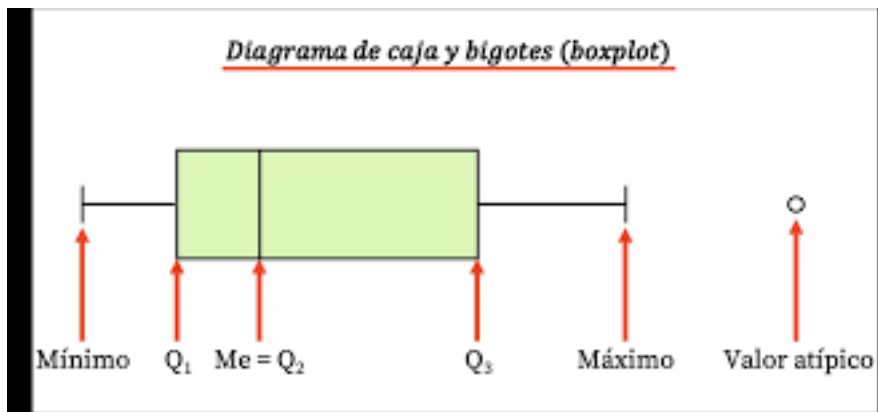 Diagrama de caja y bigotes (boxplot)
Mínimo Q₁ Me = Q₂ Q₃ Máximo Valor atípico